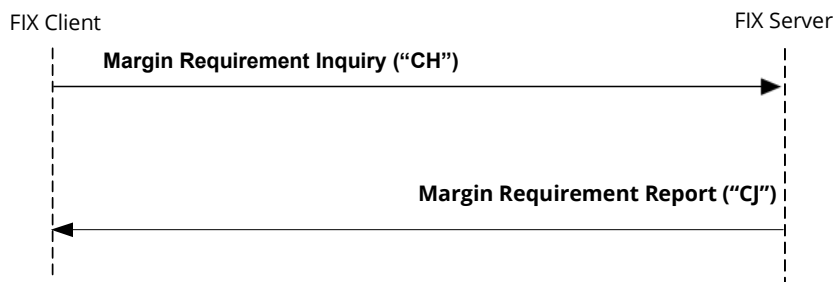 FIX Client
FIX Server
Margin Requirement Inquiry (“CH”)
Margin Requirement Report (“CJ”)